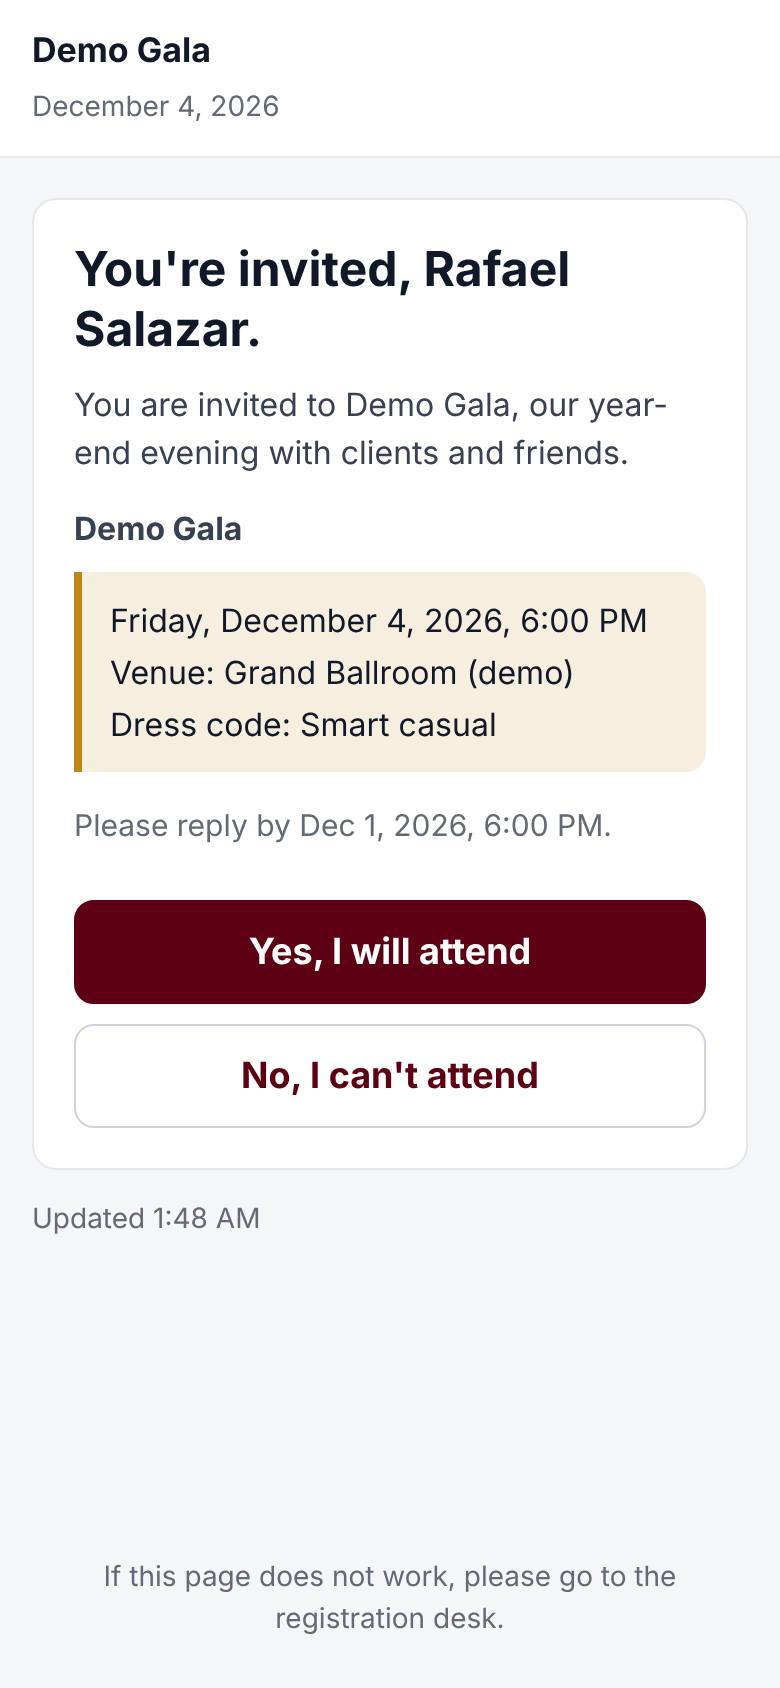 Demo Gala
December 4, 2026
You're invited, Rafael
Salazar.
You are invited to Demo Gala, our year-
end evening with clients and friends.
Demo Gala
Friday, December 4, 2026, 6:00 PM
Venue: Grand Ballroom (demo)
Dress code: Smart casual
Please reply by Dec 1, 2026, 6:00 PM.
Yes, I will attend
No, I can't attend
Updated 1:48 AM
If this page does not work, please go to the
registration desk.